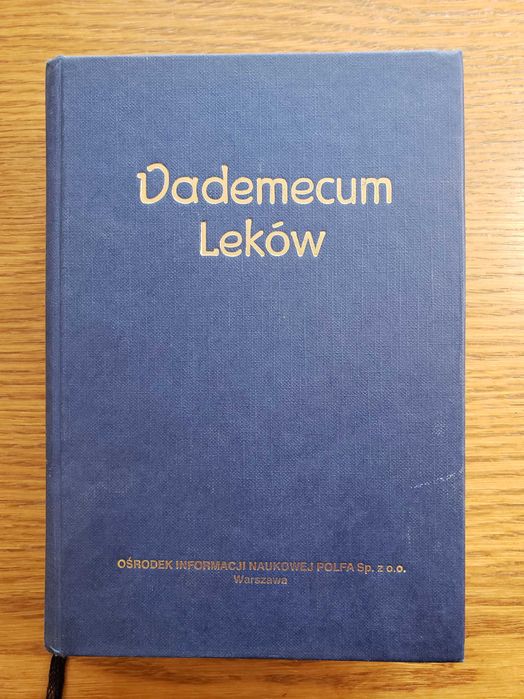 Vademecum
Leków
OŚRODEK INFORMACJI NAUKOWEJ POLFA Sp. z o.o.
Warszawa